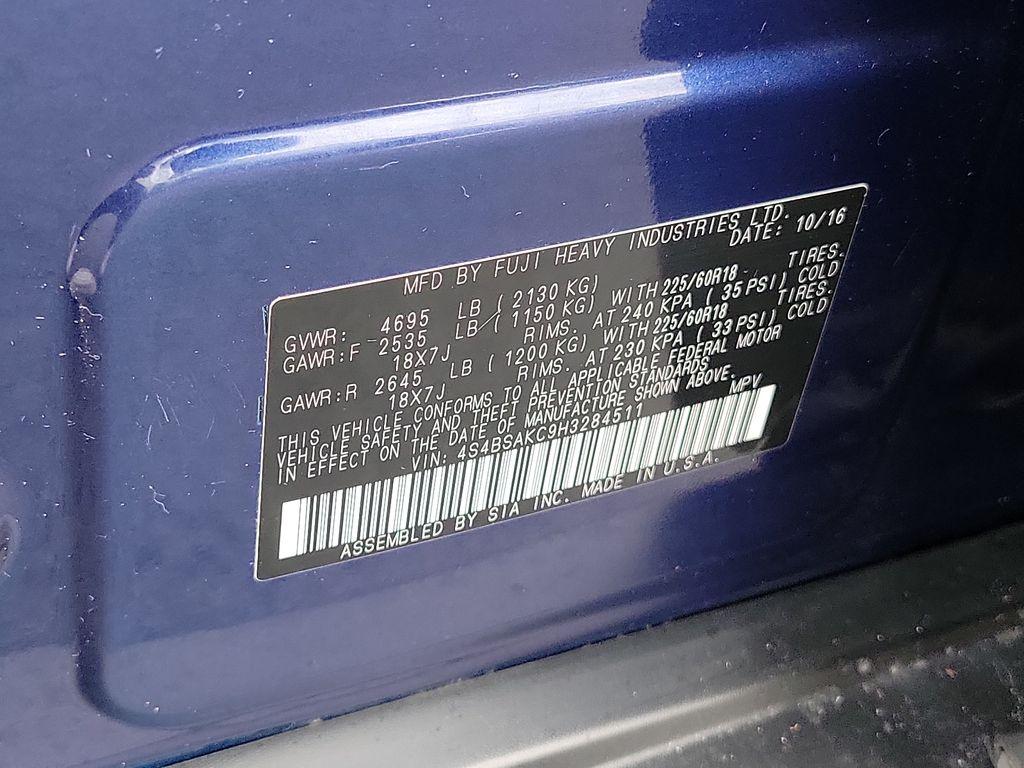 MFD BY FUJI HEAVY INDUSTRIES LTD.
DATE: 10/16
GVWR: 4695 LB ( 2130 KG)
GAWR:F 2535 LB ( 1150 KG) WITH 225/60R18 TIRES.
18X7J RIMS. AT 240 KPA ( 35 PSI) COLD
GAWR:R 2645 LB ( 1200 KG) WITH 225/60R18 TIRES.
18X7J RIMS. AT 230 KPA ( 33 PSI) COLD
THIS VEHICLE CONFORMS TO ALL APPLICABLE FEDERAL MOTOR
VEHICLE SAFETY AND THEFT PREVENTION STANDARDS
IN EFFECT ON THE DATE OF MANUFACTURE SHOWN ABOVE.
VIN: 4S4BSAKC9H3284511 MPV
ASSEMBLED BY SIA INC. MADE IN U.S.A.